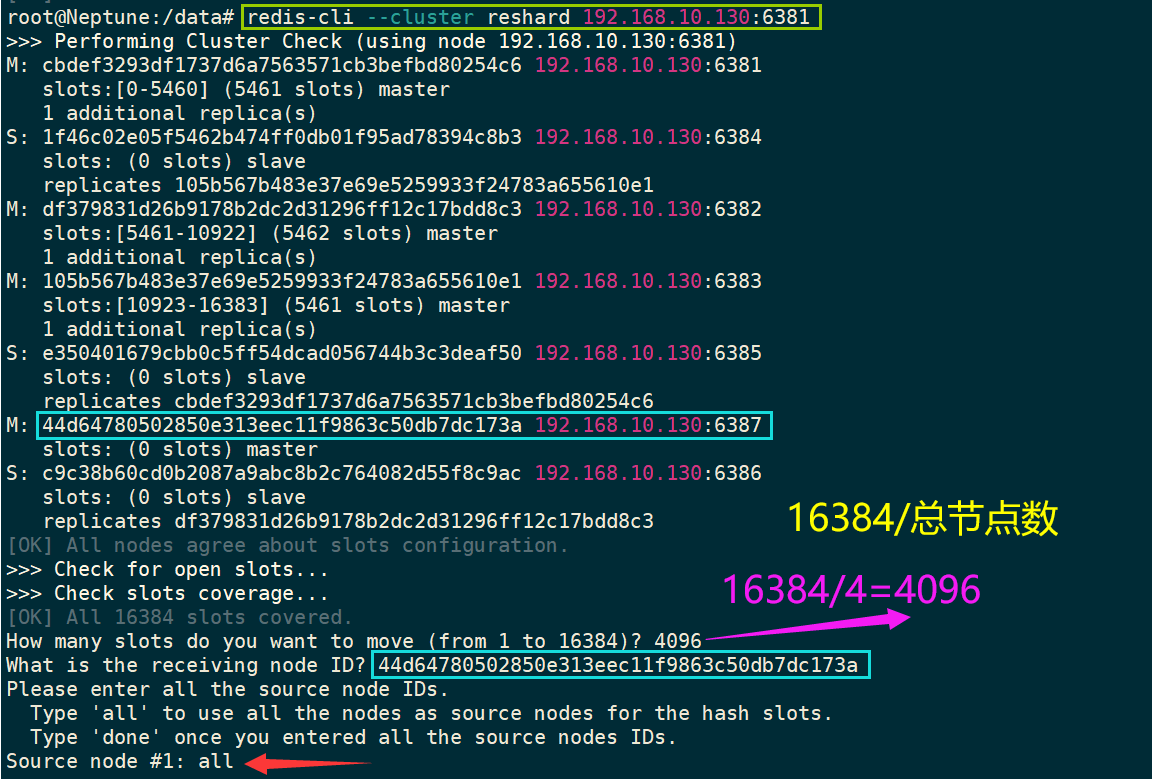 root@Neptune:/data# redis-cli --cluster reshard 192.168.10.130:6381
>>> Performing Cluster Check (using node 192.168.10.130:6381)
M: cbdef3293df1737d6a7563571cb3befbd80254c6 192.168.10.130:6381
   slots:[0-5460] (5461 slots) master
   1 additional replica(s)
S: 1f46c02e05f5462b474ff0db01f95ad78394c8b3 192.168.10.130:6384
   slots: (0 slots) slave
   replicates 105b567b483e37e69e5259933f24783a655610e1
M: df379831d26b9178b2dc2d31296ff12c17bdd8c3 192.168.10.130:6382
   slots:[5461-10922] (5462 slots) master
   1 additional replica(s)
M: 105b567b483e37e69e5259933f24783a655610e1 192.168.10.130:6383
   slots:[10923-16383] (5461 slots) master
   1 additional replica(s)
S: e350401679cbb0c5ff54dcad056744b3c3deaf50 192.168.10.130:6385
   slots: (0 slots) slave
   replicates cbdef3293df1737d6a7563571cb3befbd80254c6
M: 44d64780502850e313eec11f9863c50db7dc173a 192.168.10.130:6387
   slots: (0 slots) master
S: c9c38b60cd0b2087a9abc8b2c764082d55f8c9ac 192.168.10.130:6386
   slots: (0 slots) slave
   replicates df379831d26b9178b2dc2d31296ff12c17bdd8c3
16384/总节点数
[OK] All nodes agree about slots configuration.
>>> Check for open slots...
>>> Check slots coverage...
16384/4=4096
[OK] All 16384 slots covered.
How many slots do you want to move (from 1 to 16384)? 4096
What is the receiving node ID? 44d64780502850e313eec11f9863c50db7dc173a
Please enter all the source node IDs.
  Type 'all' to use all the nodes as source nodes for the hash slots.
  Type 'done' once you entered all the source nodes IDs.
Source node #1: all